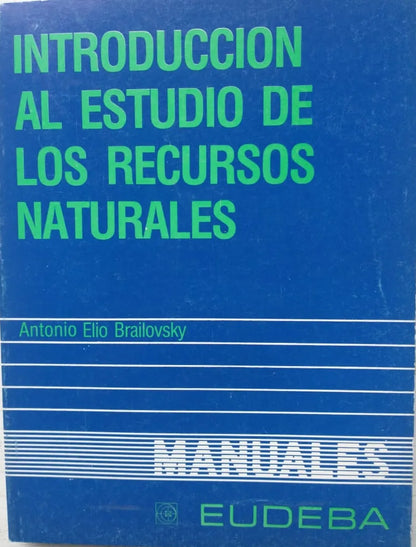 INTRODUCCION
AL ESTUDIO DE
LOS RECURSOS
NATURALES
Antonio Elio Brailovsky
MANUALES
EUDEBA